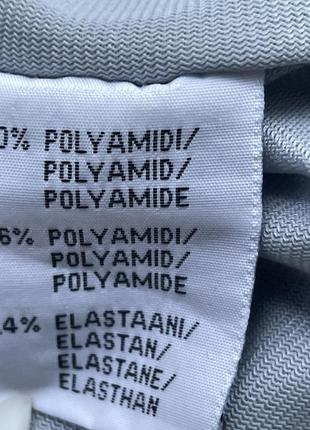 0% POLYAMIDI/
POLYAMID/
POLYAMIDE
6% POLYAMIDI/
POLYAMID/
POLYAMIDE
4% ELASTAANI/
ELASTAN/
ELASTANE/
ELASTHAN